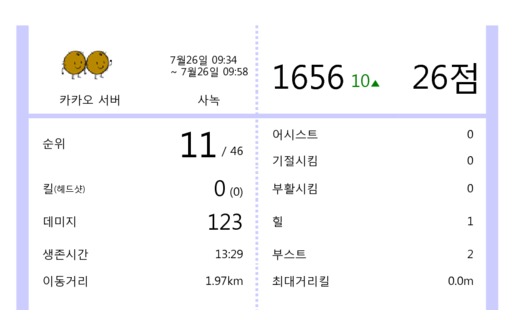 카카오 서버
7월26일 09:34
~ 7월26일 09:58
사녹
1656 10▲ 26점
순위 11 / 46
킬(헤드샷) 0 (0)
데미지 123
생존시간 13:29
이동거리 1.97km
어시스트 0
기절시킴 0
부활시킴 0
힐 1
부스트 2
최대거리킬 0.0m